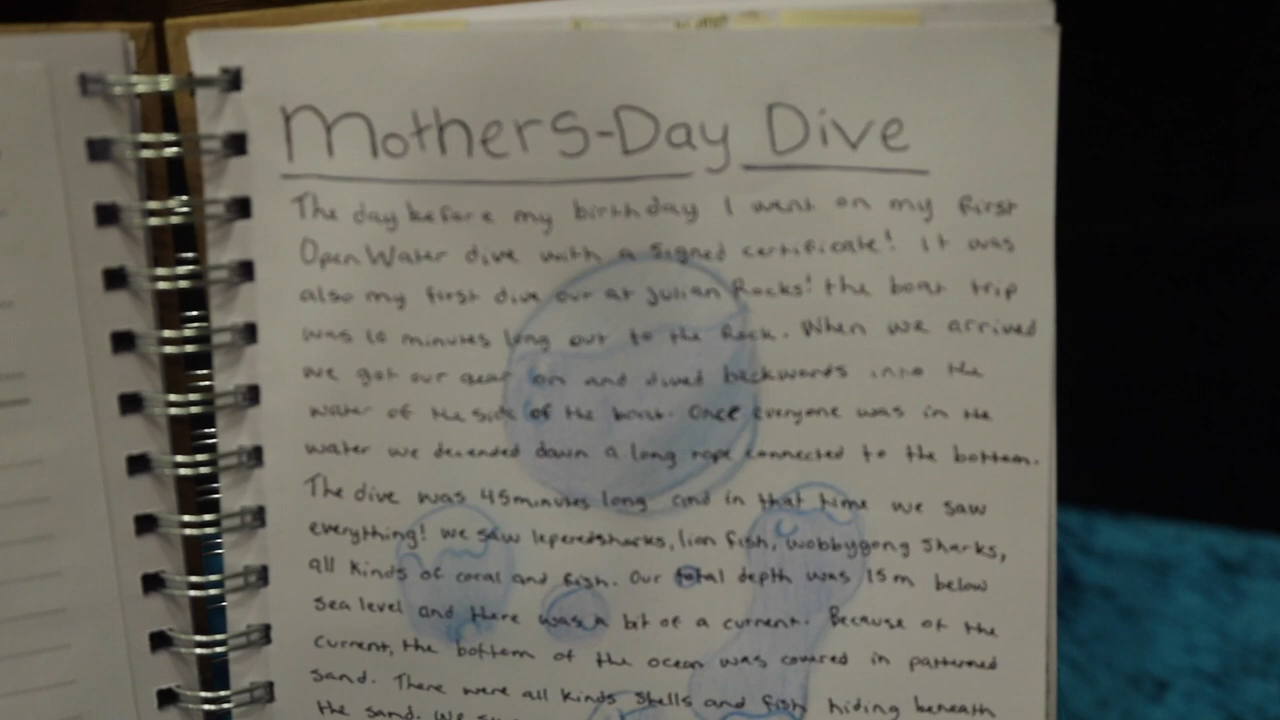 Mothers-Day Dive
The day before my birthday I went on my first
Open Water dive with a signed certificate! It was
also my first dive our at Julian Rocks! the boat trip
was 10 minutes long out to the Rock. When we arrived
we got our gear on and dived backwards into the
water of the side of the boat. Once everyone was in the
water we decended down a long rope connected to the bottom.
The dive was 45minutes long and in that time we saw
everything! we saw leperedsharks, lion fish, wobbygong Sharks,
all kinds of coral and fish. Our total depth was 15m below
Sea level and there was a bit of a current. Because of the
current, the bottom of the ocean was covered in patterned
sand. There were all kinds Shells and fish hiding beneath
the sand. We